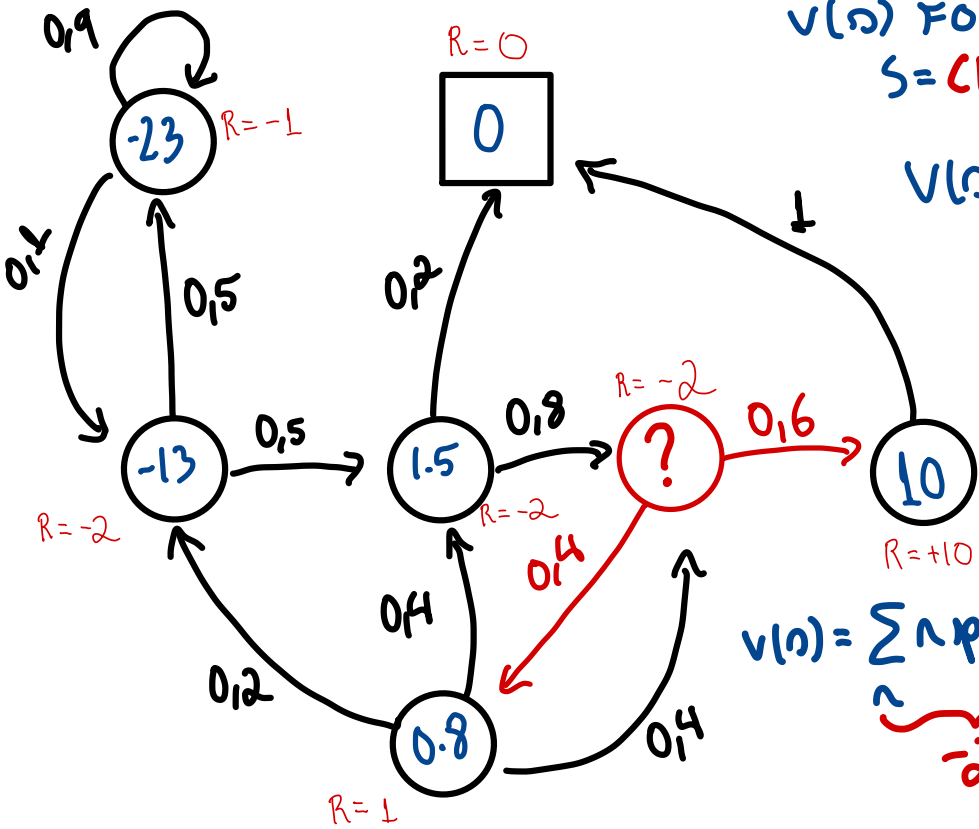 0,9
R = 0
V(s) FO
S = C
-23
R = -1
0
V(s
1
0,1
0,5
0,2
R = -2
0,8
0,6
0,5
-13
1.5
?
10
R = -2
R = -2
R = +10
0,4
0,4
V(s) = Σ r p
r
0,2
0.8
0,4
R = 1